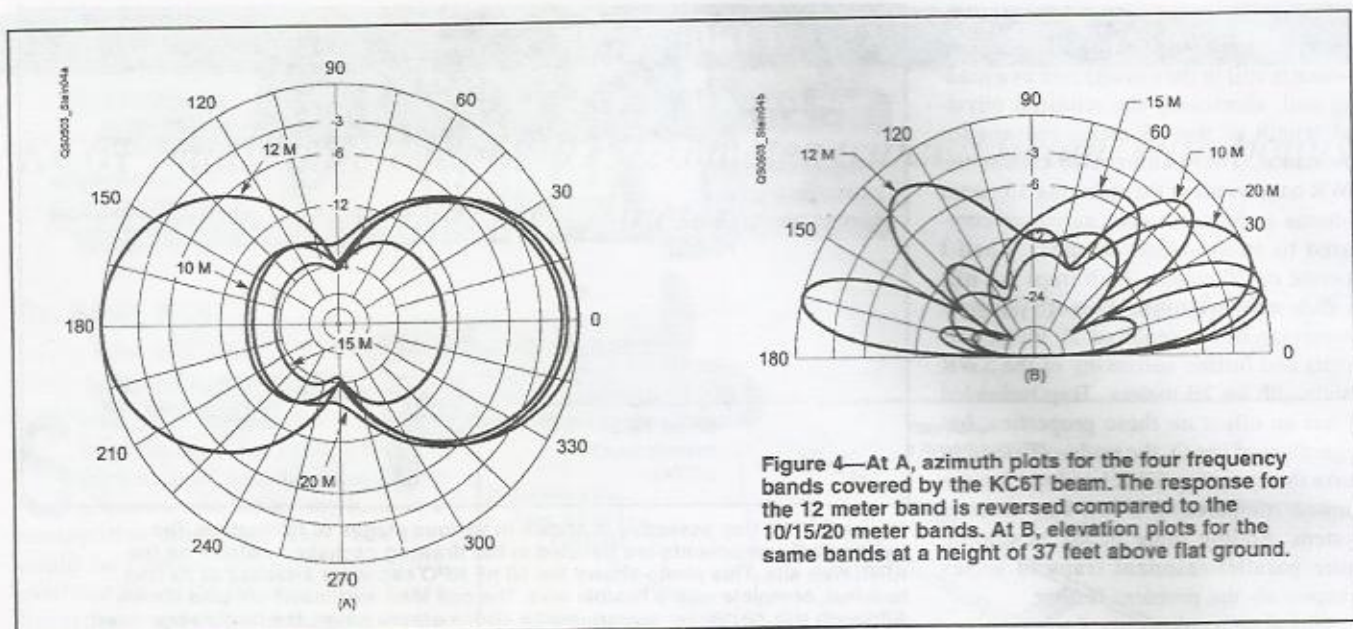 QS0503_Stein04a
90
120
60
-3
-3
-6
-6
12 M
150
-12
30
10 M
180
0
15 M
210
330
20 M
240
300
270
(A)
QS0503_Stein04b
90
15 M
120
60
12 M
-3
10 M
-6
20 M
150
30
-24
180
0
(B)
Figure 4—At A, azimuth plots for the four frequency
bands covered by the KC6T beam. The response for
the 12 meter band is reversed compared to the
10/15/20 meter bands. At B, elevation plots for the
same bands at a height of 37 feet above flat ground.